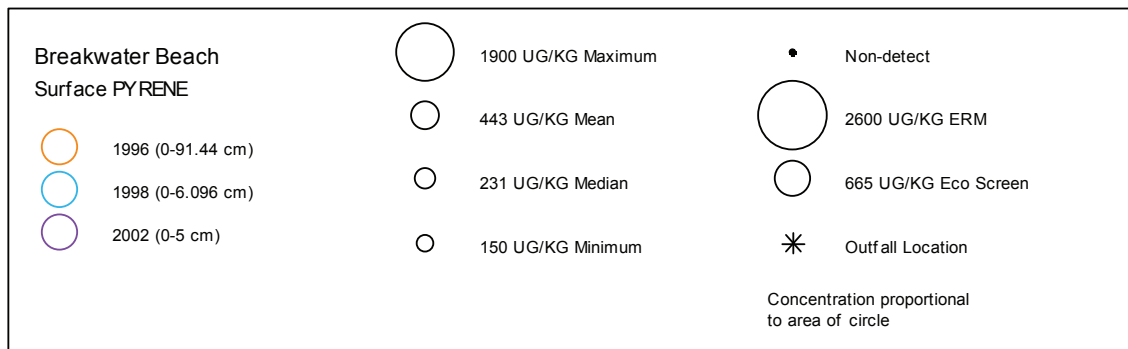 Breakwater Beach
Surface PYRENE
1996 (0-91.44 cm)
1998 (0-6.096 cm)
2002 (0-5 cm)
1900 UG/KG Maximum
443 UG/KG Mean
231 UG/KG Median
150 UG/KG Minimum
Non-detect
2600 UG/KG ERM
665 UG/KG Eco Screen
Outfall Location
Concentration proportional
to area of circle